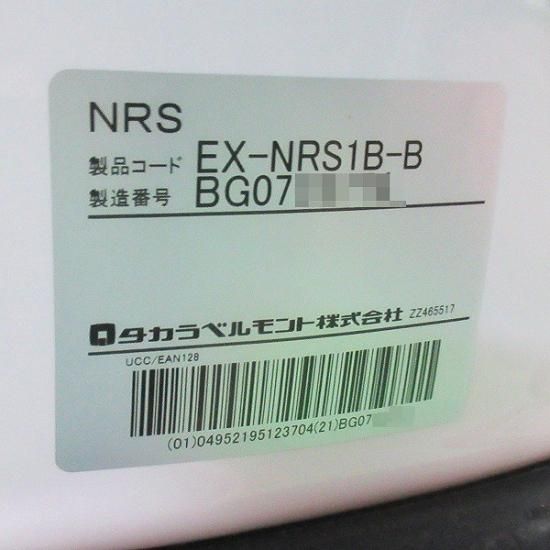 NRS
製品コード EX-NRS1B-B
製造番号 BG07
タカラベルモント株式会社 ZZ465517
UCC/EAN128
(01)04952195123704(21)BG07